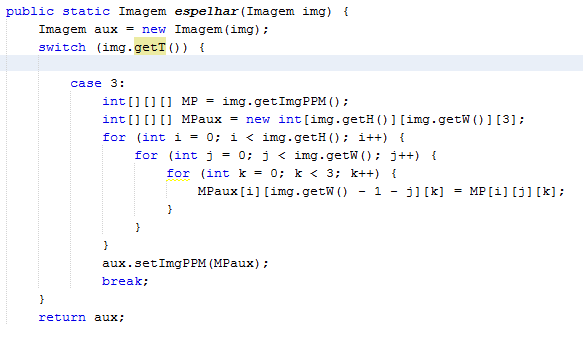 public static Imagem espelhar(Imagem img) {
    Imagem aux = new Imagem(img);
    switch (img.getT()) {
        case 3:
            int[][][] MP = img.getImgPPM();
            int[][][] MPaux = new int[img.getH()][img.getW()][3];
            for (int i = 0; i < img.getH(); i++) {
                for (int j = 0; j < img.getW(); j++) {
                    for (int k = 0; k < 3; k++) {
                        MPaux[i][img.getW() - 1 - j][k] = MP[i][j][k];
                    }
                }
            }
            aux.setImgPPM(MPaux);
            break;
    }
    return aux;